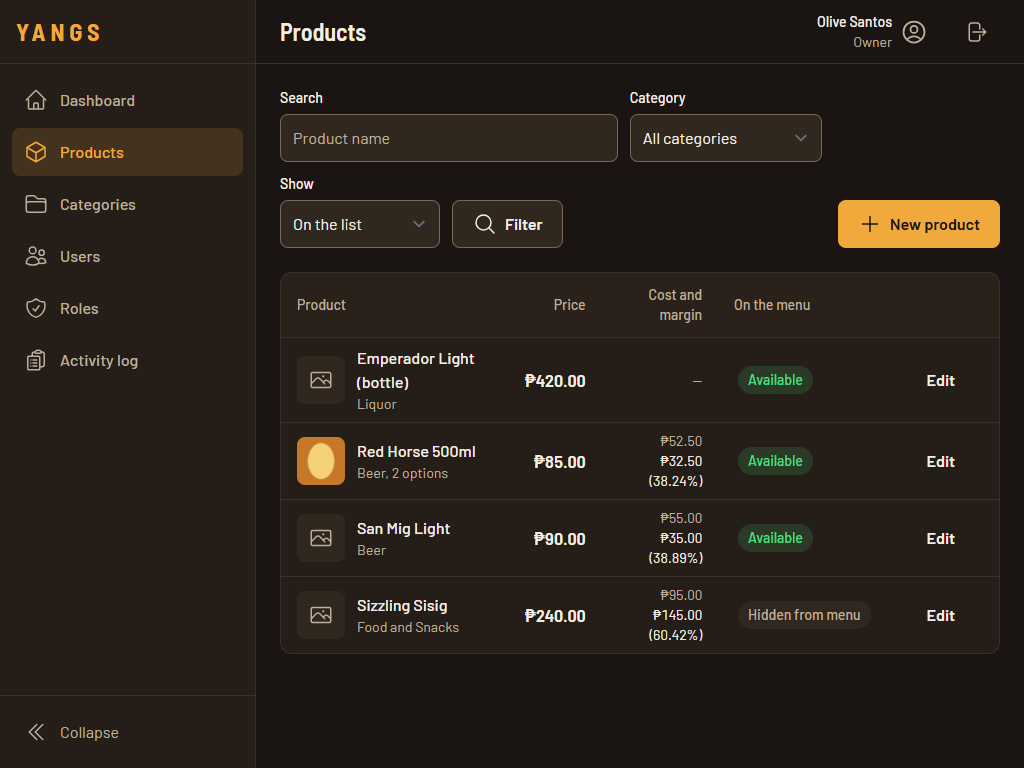 YANGS
Products
Olive Santos
Owner
Dashboard
Products
Categories
Users
Roles
Activity log
Collapse
Search
Category
Product name
All categories
Show
On the list
Filter
New product
Product
Price
Cost and
margin
On the menu
Emperador Light
(bottle)
Liquor
₱420.00
—
Available
Edit
Red Horse 500ml
Beer, 2 options
₱85.00
₱52.50
₱32.50
(38.24%)
Available
Edit
San Mig Light
Beer
₱90.00
₱55.00
₱35.00
(38.89%)
Available
Edit
Sizzling Sisig
Food and Snacks
₱240.00
₱95.00
₱145.00
(60.42%)
Hidden from menu
Edit